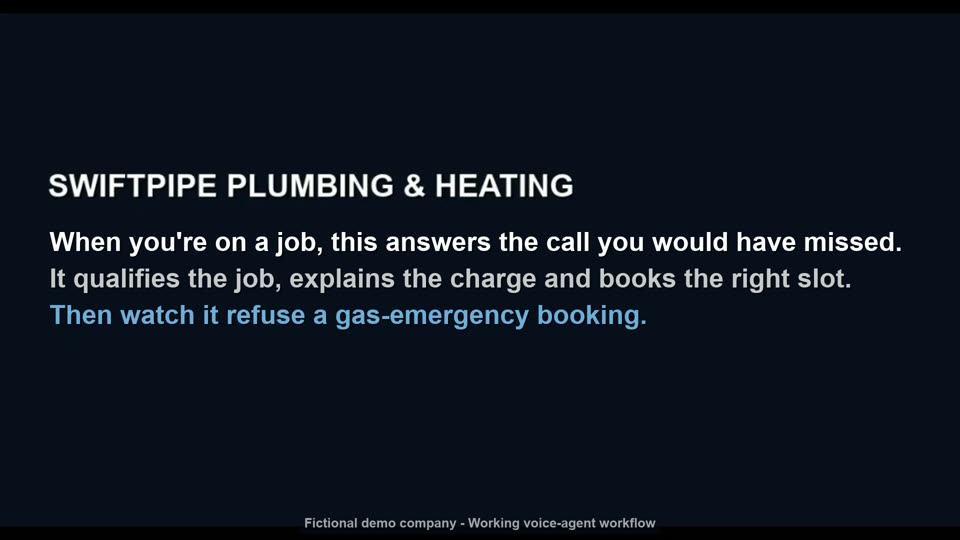 SWIFTPIPE PLUMBING & HEATING
When you're on a job, this answers the call you would have missed.
It qualifies the job, explains the charge and books the right slot.
Then watch it refuse a gas-emergency booking.
Fictional demo company - Working voice-agent workflow